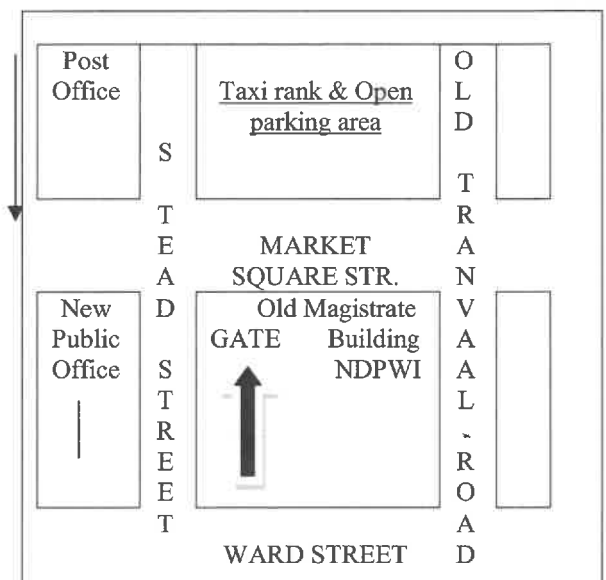 Post
Office
Taxi rank & Open
parking area
STEAD STREET
OLD TRANVAAL ROAD
MARKET
SQUARE STR.
New
Public
Office
Old Magistrate
GATE Building
NDPWI
WARD STREET